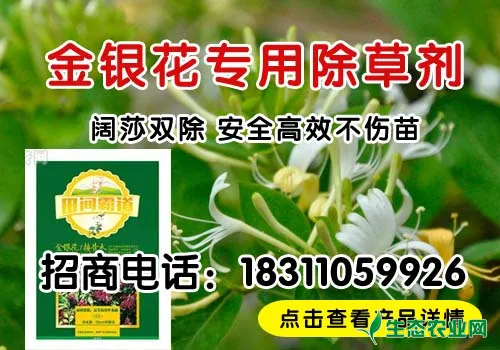 金银花专用除草剂
阔莎双除 安全高效不伤苗
田间霸道
招商电话：18311059926
点击查看产品详情
生态农业网